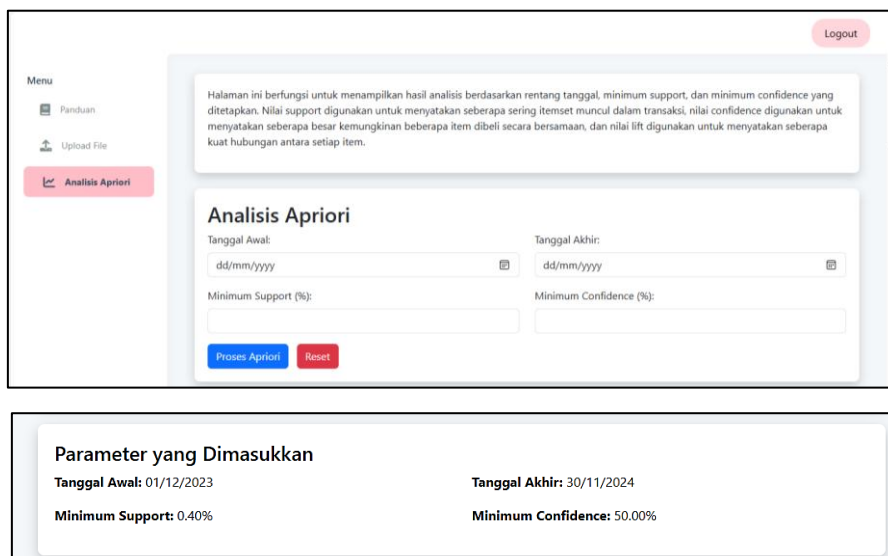 Logout
Menu
Panduan
Upload File
Analisis Apriori
Halaman ini berfungsi untuk menampilkan hasil analisis berdasarkan rentang tanggal, minimum support, dan minimum confidence yang
ditetapkan. Nilai support digunakan untuk menyatakan seberapa sering itemset muncul dalam transaksi, nilai confidence digunakan untuk
menyatakan seberapa besar kemungkinan beberapa item dibeli secara bersamaan, dan nilai lift digunakan untuk menyatakan seberapa
kuat hubungan antara setiap item.
Analisis Apriori
Tanggal Awal: Tanggal Akhir:
dd/mm/yyyy dd/mm/yyyy
Minimum Support (%): Minimum Confidence (%):
Proses Apriori Reset
Parameter yang Dimasukkan
Tanggal Awal: 01/12/2023 Tanggal Akhir: 30/11/2024
Minimum Support: 0.40% Minimum Confidence: 50.00%